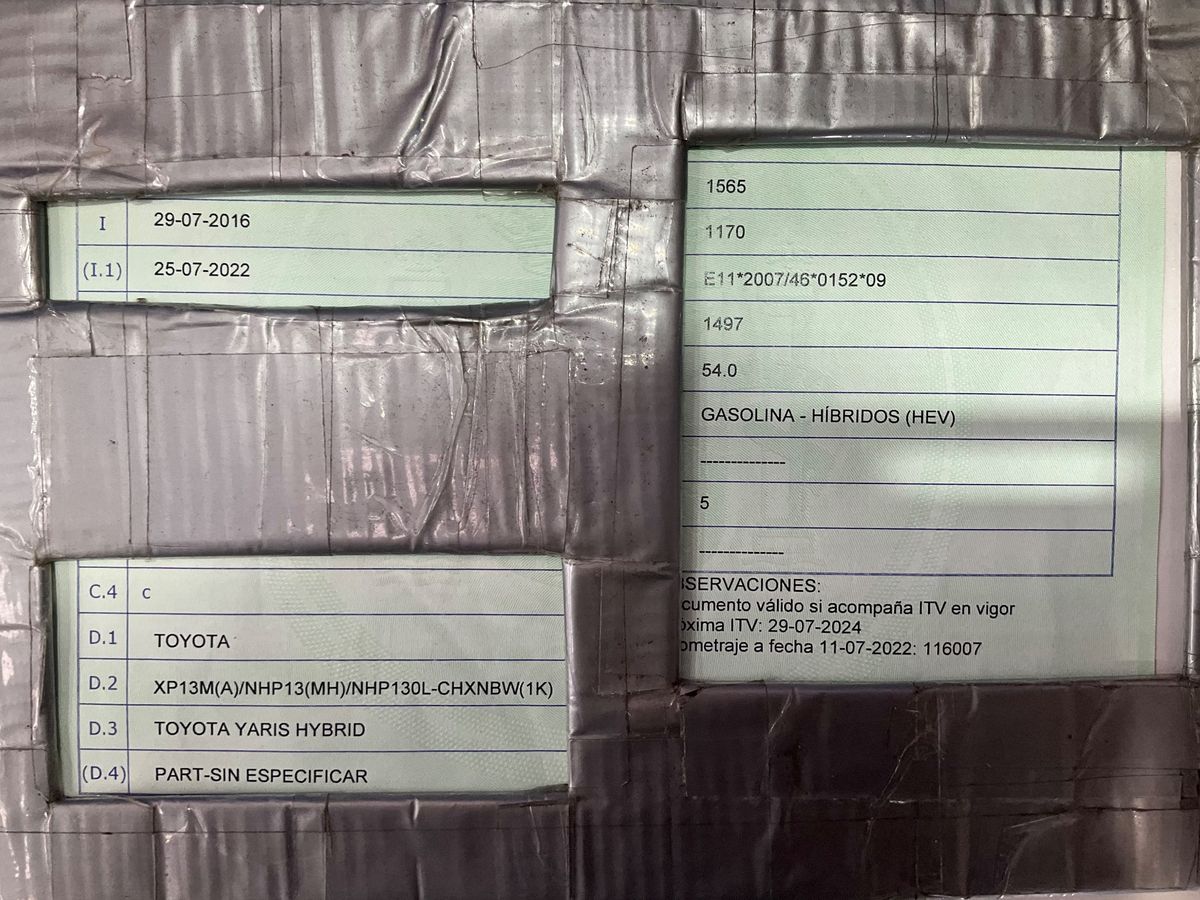 I 29-07-2016
(I.1) 25-07-2022
C.4 c
D.1 TOYOTA
D.2 XP13M(A)/NHP13(MH)/NHP130L-CHXNBW(1K)
D.3 TOYOTA YARIS HYBRID
(D.4) PART-SIN ESPECIFICAR
1565
1170
E11*2007/46*0152*09
1497
54.0
GASOLINA - HÍBRIDOS (HEV)
--------------
5
--------------
SERVACIONES:
cumento válido si acompaña ITV en vigor
óxima ITV: 29-07-2024
ometraje a fecha 11-07-2022: 116007